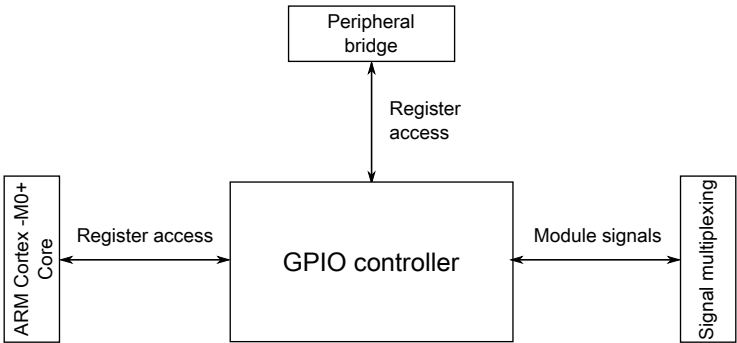 Peripheral
bridge
Register
access
ARM Cortex -M0+
Core
Register access
GPIO controller
Module signals
Signal multiplexing